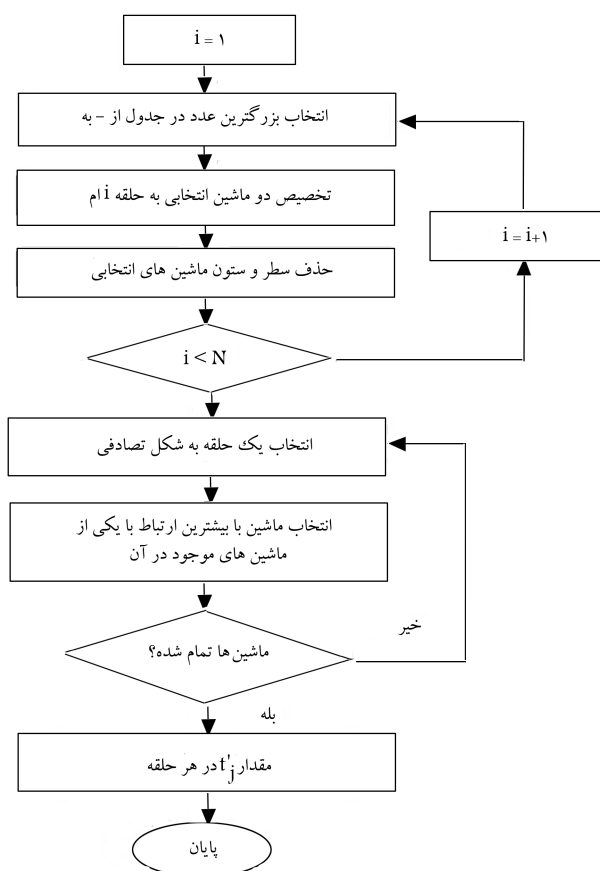 i = ۱
انتخاب بزرگترین عدد در جدول از – به
تخصیص دو ماشین انتخابی به حلقه i ام
i = i+۱
حذف سطر و ستون ماشین های انتخابی
i < N
انتخاب یک حلقه به شکل تصادفی
انتخاب ماشین با بیشترین ارتباط با یکی از
ماشین های موجود در آن
خیر
ماشین ها تمام شده؟
بله
مقدار t'j در هر حلقه
پایان